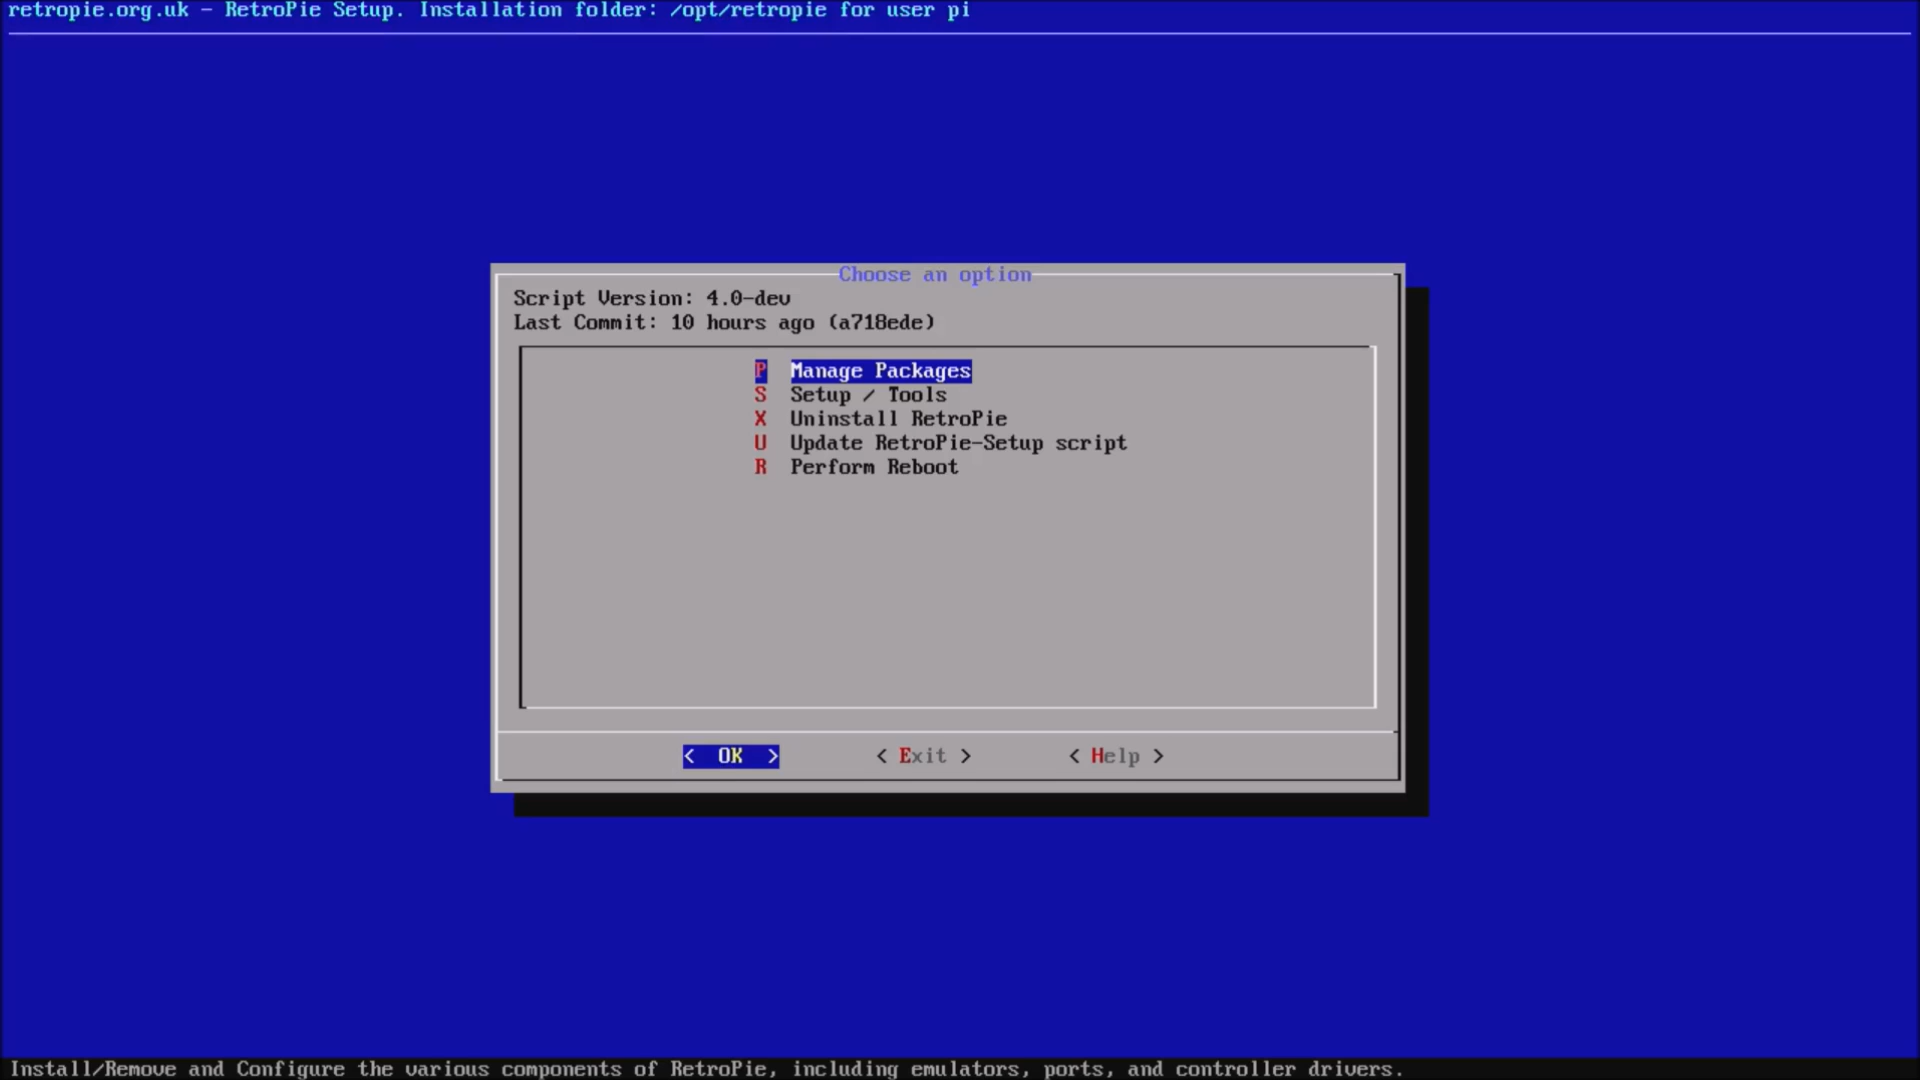 retropie.org.uk - RetroPie Setup. Installation folder: /opt/retropie for user pi
Choose an option
Script Version: 4.0-dev
Last Commit: 10 hours ago (a718ede)
P Manage Packages
S Setup / Tools
X Uninstall RetroPie
U Update RetroPie-Setup script
R Perform Reboot
< OK > < Exit > < Help >
Install/Remove and Configure the various components of RetroPie, including emulators, ports, and controller drivers.